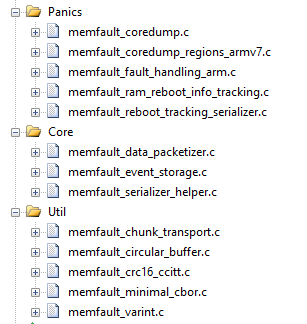 Panics
memfault_coredump.c
memfault_coredump_regions_armv7.c
memfault_fault_handling_arm.c
memfault_ram_reboot_info_tracking.c
memfault_reboot_tracking_serializer.c
Core
memfault_data_packetizer.c
memfault_event_storage.c
memfault_serializer_helper.c
Util
memfault_chunk_transport.c
memfault_circular_buffer.c
memfault_crc16_ccitt.c
memfault_minimal_cbor.c
memfault_varint.c